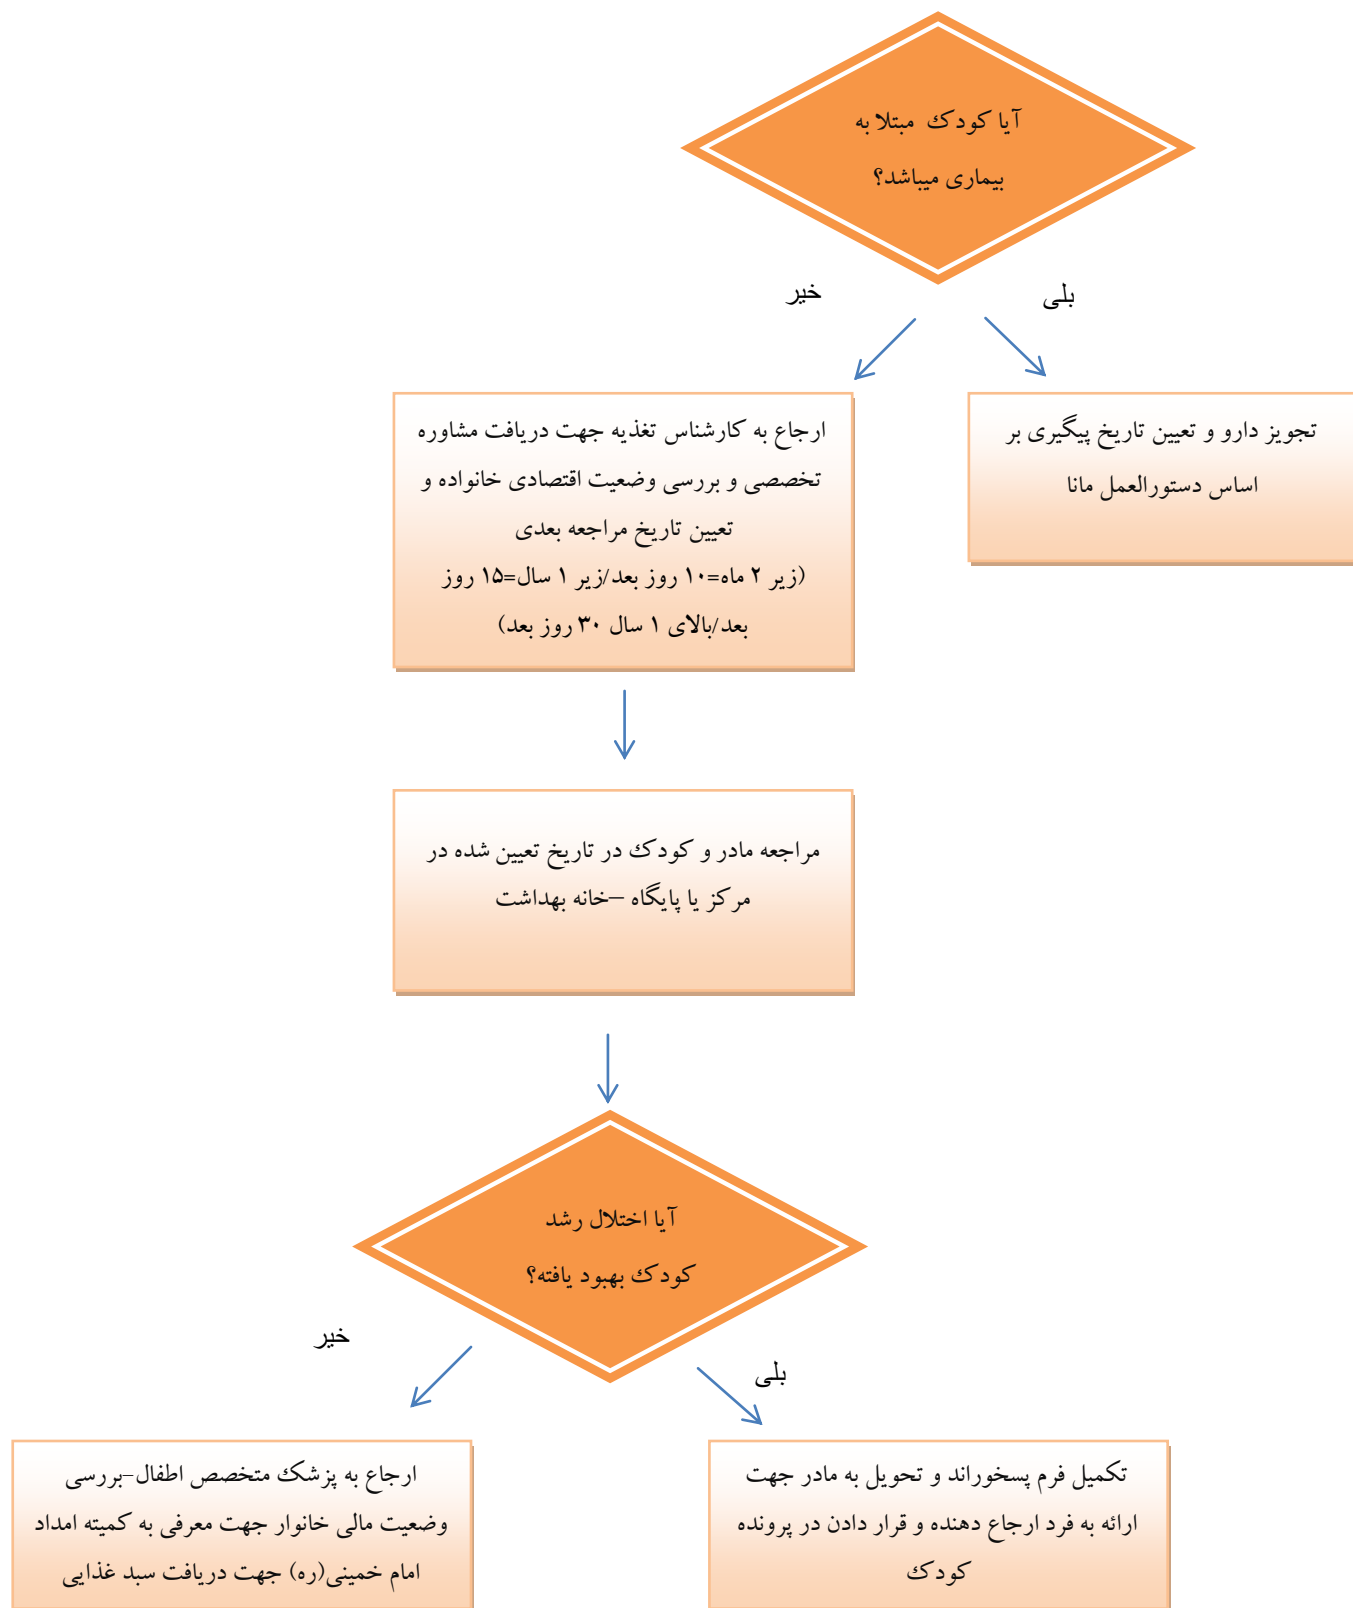 آیا کودک مبتلا به
بیماری میباشد؟
بلی
خیر
تجویز دارو و تعیین تاریخ پیگیری بر
اساس دستورالعمل مانا
ارجاع به کارشناس تغذیه جهت دریافت مشاوره
تخصصی و بررسی وضعیت اقتصادی خانواده و
تعیین تاریخ مراجعه بعدی
(زیر ۲ ماه=۱۰ روز بعد/زیر ۱ سال=۱۵ روز
بعد/بالای ۱ سال ۳۰ روز بعد)
مراجعه مادر و کودک در تاریخ تعیین شده در
مرکز یا پایگاه –خانه بهداشت
آیا اختلال رشد
کودک بهبود یافته؟
خیر
بلی
تکمیل فرم پسخوراند و تحویل به مادر جهت
ارائه به فرد ارجاع دهنده و قرار دادن در پرونده
کودک
ارجاع به پزشک متخصص اطفال-بررسی
وضعیت مالی خانوار جهت معرفی به کمیته امداد
امام خمینی(ره) جهت دریافت سبد غذایی